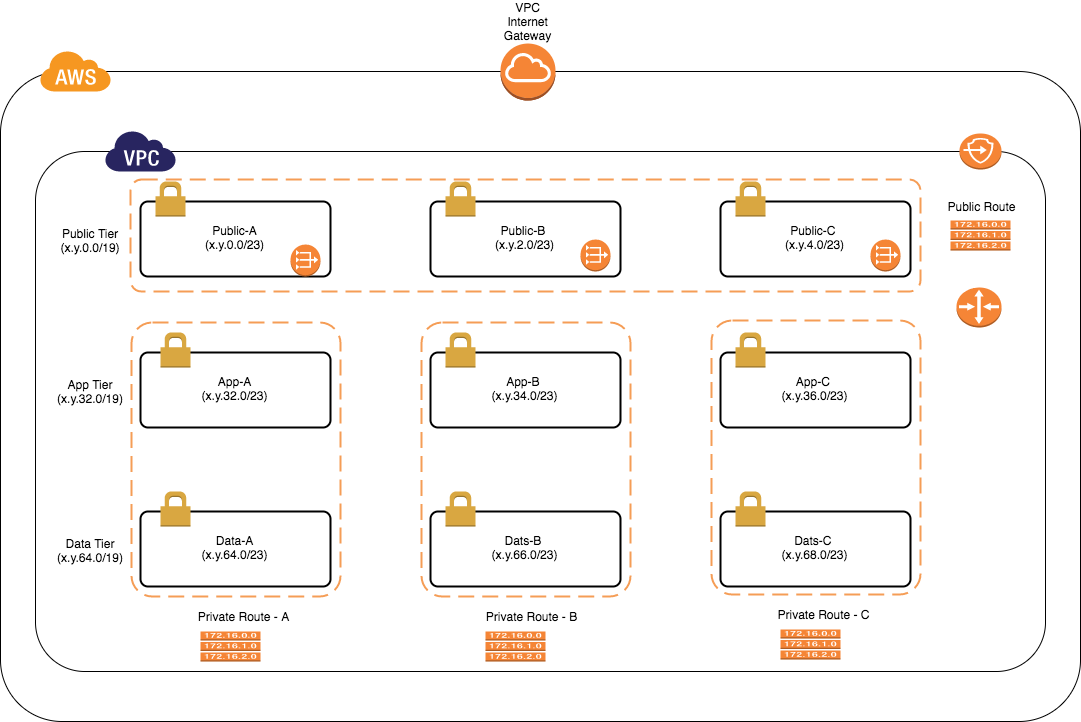 VPC
Internet
Gateway
AWS
VPC
Public Tier
(x.y.0.0/19)
Public-A
(x.y.0.0/23)
Public-B
(x.y.2.0/23)
Public-C
(x.y.4.0/23)
Public Route
172.16.0.0
172.16.1.0
172.16.2.0
App Tier
(x.y.32.0/19)
App-A
(x.y.32.0/23)
App-B
(x.y.34.0/23)
App-C
(x.y.36.0/23)
Data Tier
(x.y.64.0/19)
Data-A
(x.y.64.0/23)
Dats-B
(x.y.66.0/23)
Dats-C
(x.y.68.0/23)
Private Route - A
172.16.0.0
172.16.1.0
172.16.2.0
Private Route - B
172.16.0.0
172.16.1.0
172.16.2.0
Private Route - C
172.16.0.0
172.16.1.0
172.16.2.0